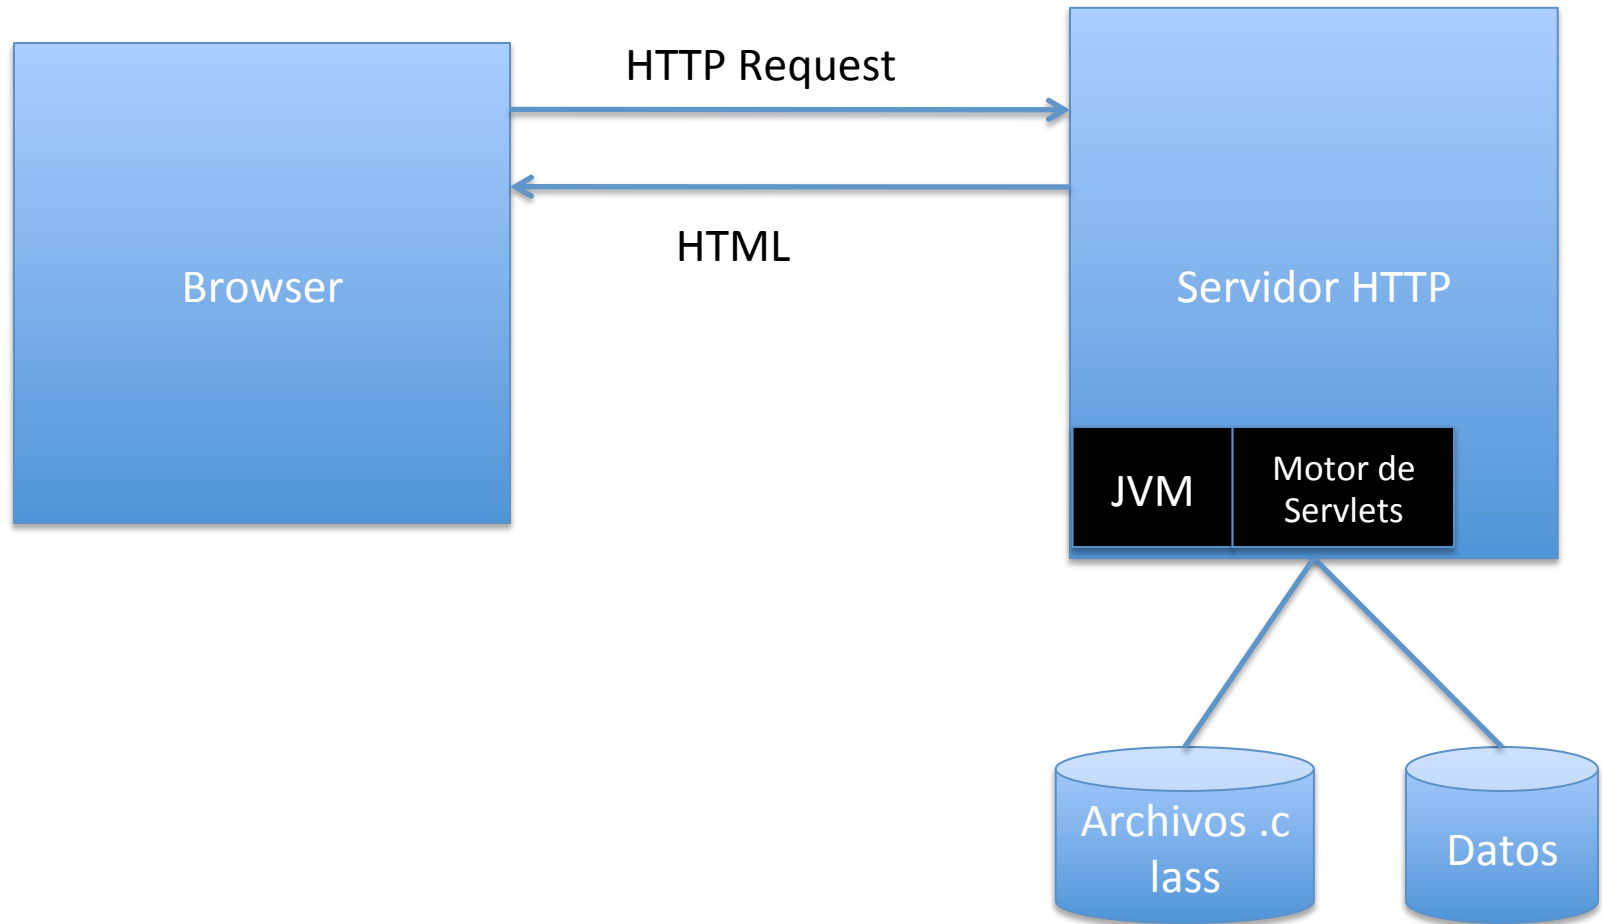 HTTP Request
HTML
Browser
Servidor HTTP
JVM
Motor de
Servlets
Archivos .c
lass
Datos